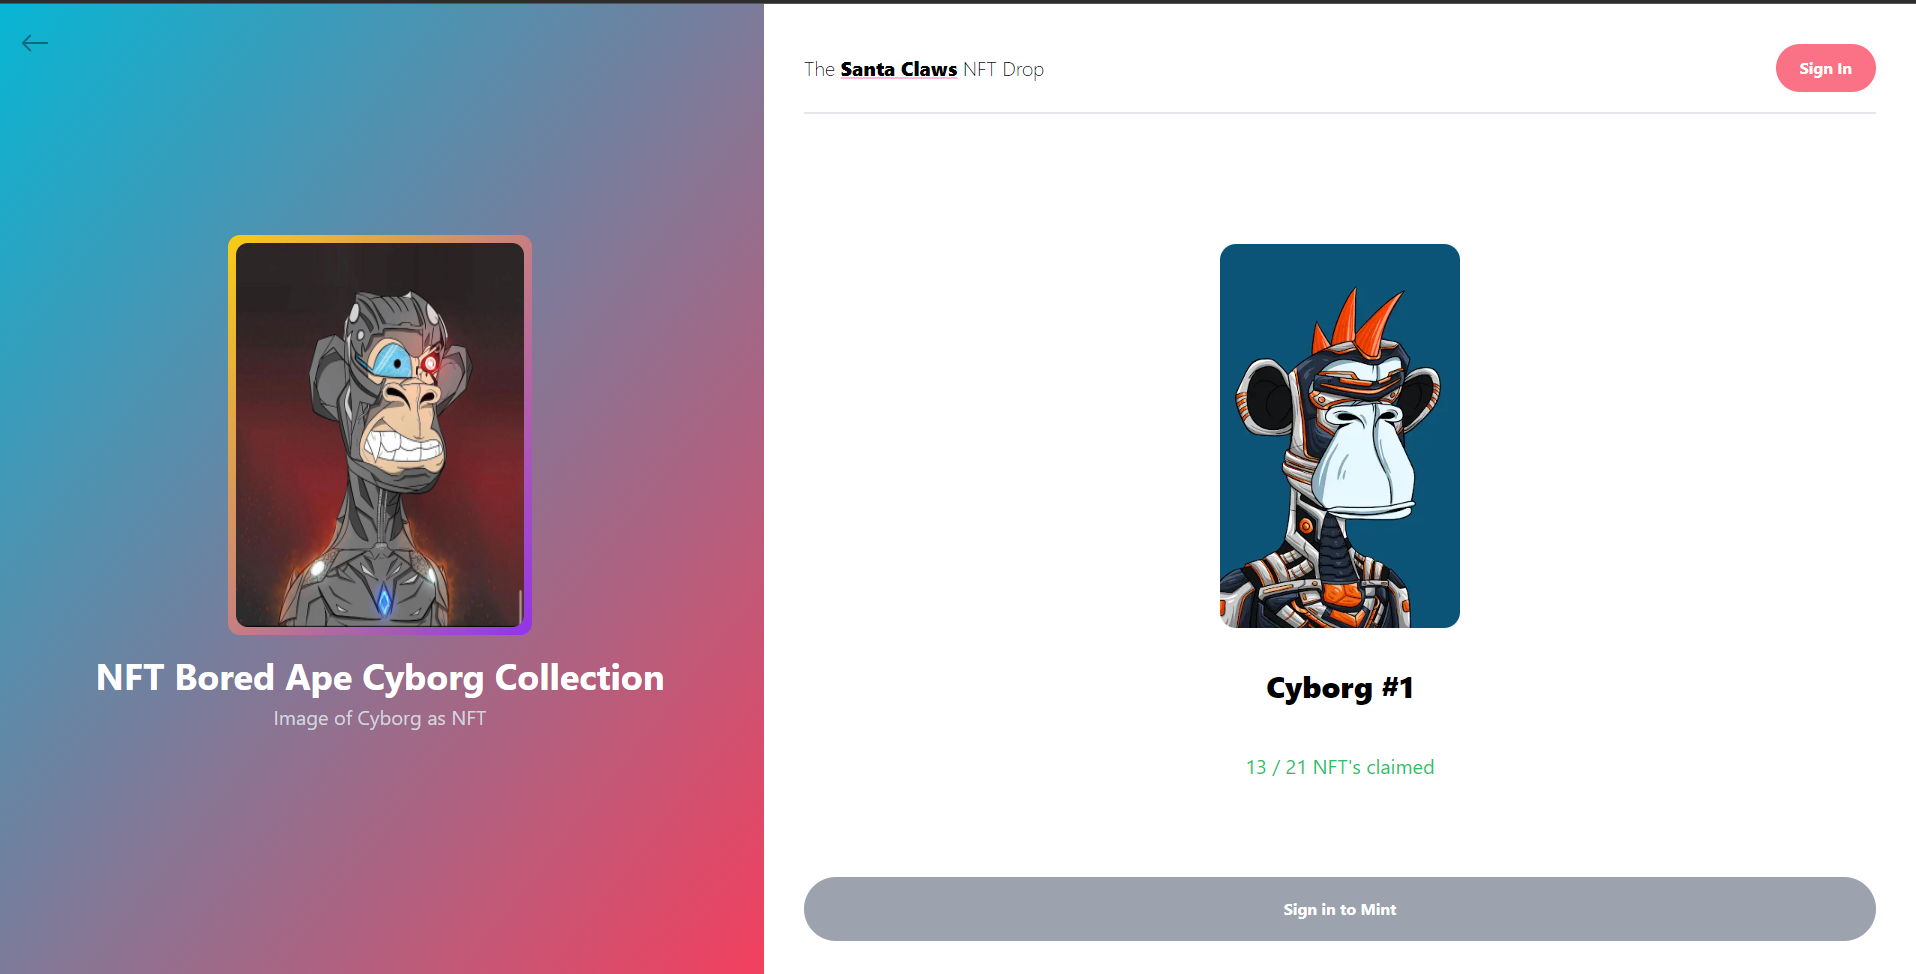 NFT Bored Ape Cyborg Collection
Image of Cyborg as NFT
The Santa Claws NFT Drop
Sign In
Cyborg #1
13 / 21 NFT's claimed
Sign in to Mint